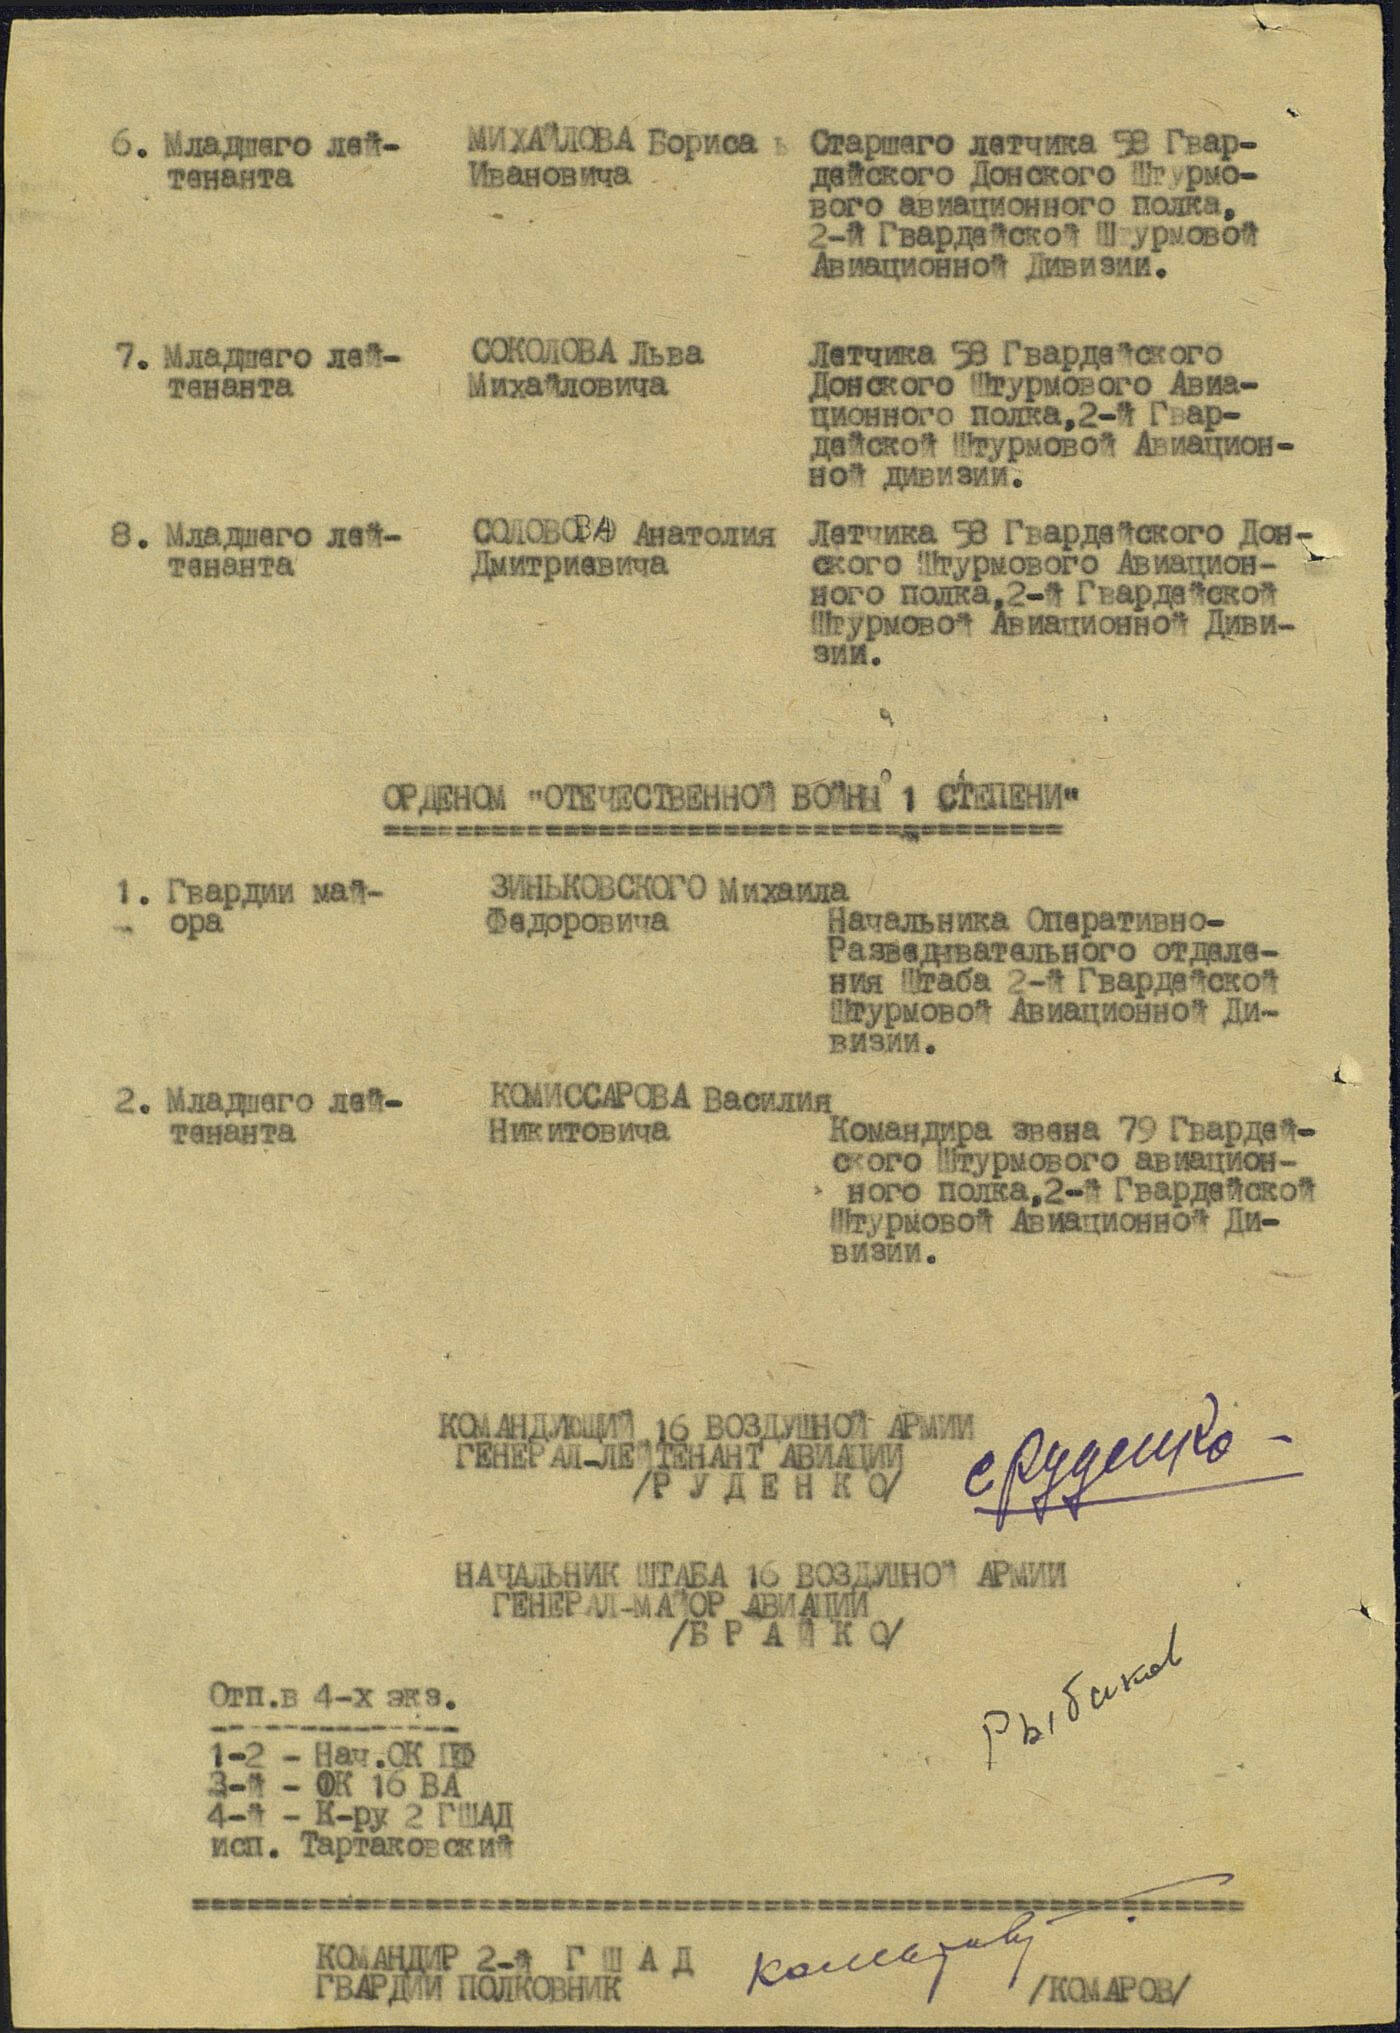 6. Младшего лей-
тенанта
МИХАЙЛОВА Бориса
Ивановича
Старшего летчика 58 Гвар-
дейского Донского Штурмо-
вого авиационного полка,
2-й Гвардейской Штурмовой
Авиационной Дивизии.
7. Младшего лей-
тенанта
СОКОЛОВА Льва
Михайловича
Летчика 58 Гвардейского
Донского Штурмового Авиа-
ционного полка,2-й Гвар-
дейской Штурмовой Авиацион-
ной дивизии.
8. Младшего лей-
тенанта
СОЛОВОВА Анатолия
Дмитриевича
Летчика 58 Гвардейского Дон-
ского Штурмового Авиацион-
ного полка,2-й Гвардейской
Штурмовой Авиационной Диви-
зии.
ОРДЕНОМ "ОТЕЧЕСТВЕННОЙ ВОЙНЫ 1 СТЕПЕНИ"
1. Гвардии май-
ора
ЗИНЬКОВСКОГО Михаила
Федоровича
Начальника Оперативно-
Разведывательного отделе-
ния Штаба 2-й Гвардейской
Штурмовой Авиационной Ди-
визии.
2. Младшего лей-
тенанта
КОМИССАРОВА Василия
Никитовича
Командира звена 79 Гвардей-
ского Штурмового авиацион-
ного полка,2-й Гвардейской
Штурмовой Авиационной Ди-
визии.
КОМАНДУЮЩИЙ 16 ВОЗДУШНОЙ АРМИИ
ГЕНЕРАЛ-ЛЕЙТЕНАНТ АВИАЦИИ
/Р У Д Е Н К О/
С Руденко
НАЧАЛЬНИК ШТАБА 16 ВОЗДУШНОЙ АРМИИ
ГЕНЕРАЛ-МАЙОР АВИАЦИИ
/Б Р А Й К О/
Рыбаков
Отп.в 4-х экз.
1-2 - Нач.ОК ЦФ
3-й - ОК 16 ВА
4-й - К-ру 2 ГШАД
исп. Тартаковский
КОМАНДИР 2-й Г Ш А Д
ГВАРДИИ ПОЛКОВНИК
Комаров
/КОМАРОВ/